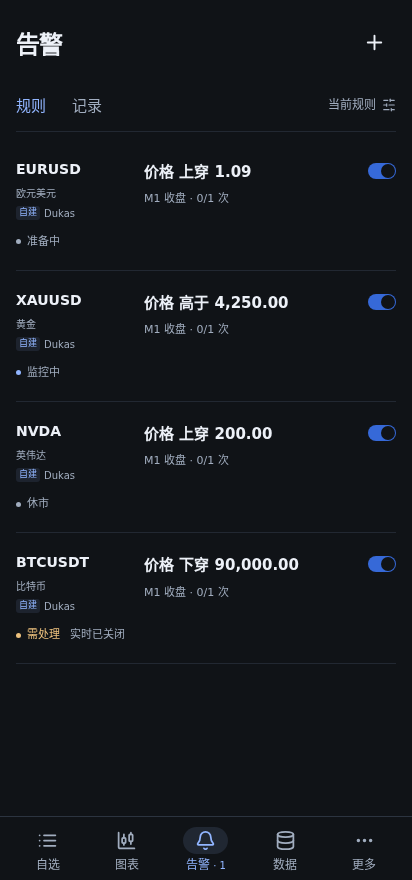 告警
规则 记录 当前规则
EURUSD 价格 上穿 1.09
欧元美元 M1 收盘 · 0/1 次
自建 Dukas
准备中
XAUUSD 价格 高于 4,250.00
黄金 M1 收盘 · 0/1 次
自建 Dukas
监控中
NVDA 价格 上穿 200.00
英伟达 M1 收盘 · 0/1 次
自建 Dukas
休市
BTCUSDT 价格 下穿 90,000.00
比特币 M1 收盘 · 0/1 次
自建 Dukas
需处理 实时已关闭
自选 图表 告警 · 1 数据 更多